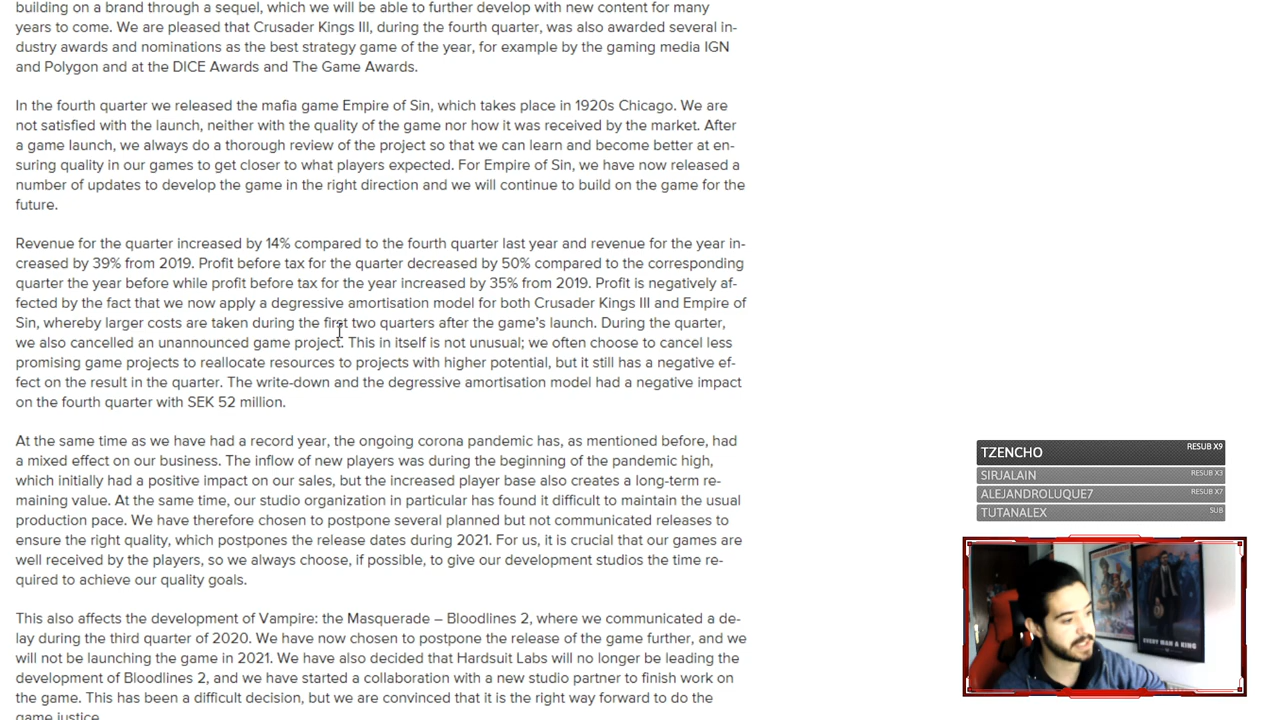 building on a brand through a sequel, which we will be able to further develop with new content for many
years to come. We are pleased that Crusader Kings III, during the fourth quarter, was also awarded several in-
dustry awards and nominations as the best strategy game of the year, for example by the gaming media IGN
and Polygon and at the DICE Awards and The Game Awards.
In the fourth quarter we released the mafia game Empire of Sin, which takes place in 1920s Chicago. We are
not satisfied with the launch, neither with the quality of the game nor how it was received by the market. After
a game launch, we always do a thorough review of the project so that we can learn and become better at en-
suring quality in our games to get closer to what players expected. For Empire of Sin, we have now released a
number of updates to develop the game in the right direction and we will continue to build on the game for the
future.
Revenue for the quarter increased by 14% compared to the fourth quarter last year and revenue for the year in-
creased by 39% from 2019. Profit before tax for the quarter decreased by 50% compared to the corresponding
quarter the year before while profit before tax for the year increased by 35% from 2019. Profit is negatively af-
fected by the fact that we now apply a degressive amortisation model for both Crusader Kings III and Empire of
Sin, whereby larger costs are taken during the first two quarters after the game's launch. During the quarter,
we also cancelled an unannounced game project. This in itself is not unusual; we often choose to cancel less
promising game projects to reallocate resources to projects with higher potential, but it still has a negative ef-
fect on the result in the quarter. The write-down and the degressive amortisation model had a negative impact
on the fourth quarter with SEK 52 million.
At the same time as we have had a record year, the ongoing corona pandemic has, as mentioned before, had
a mixed effect on our business. The inflow of new players was during the beginning of the pandemic high,
which initially had a positive impact on our sales, but the increased player base also creates a long-term re-
maining value. At the same time, our studio organization in particular has found it difficult to maintain the usual
production pace. We have therefore chosen to postpone several planned but not communicated releases to
ensure the right quality, which postpones the release dates during 2021. For us, it is crucial that our games are
well received by the players, so we always choose, if possible, to give our development studios the time re-
quired to achieve our quality goals.
This also affects the development of Vampire: the Masquerade – Bloodlines 2, where we communicated a de-
lay during the third quarter of 2020. We have now chosen to postpone the release of the game further, and we
will not be launching the game in 2021. We have also decided that Hardsuit Labs will no longer be leading the
development of Bloodlines 2, and we have started a collaboration with a new studio partner to finish work on
the game. This has been a difficult decision, but we are convinced that it is the right way forward to do the
game justice.
TZENCHO RESUB X9
SIRJALAIN RESUB X3
ALEJANDROLUQUE7 RESUB X7
TUTANALEX SUB
EVERY MAN A KING